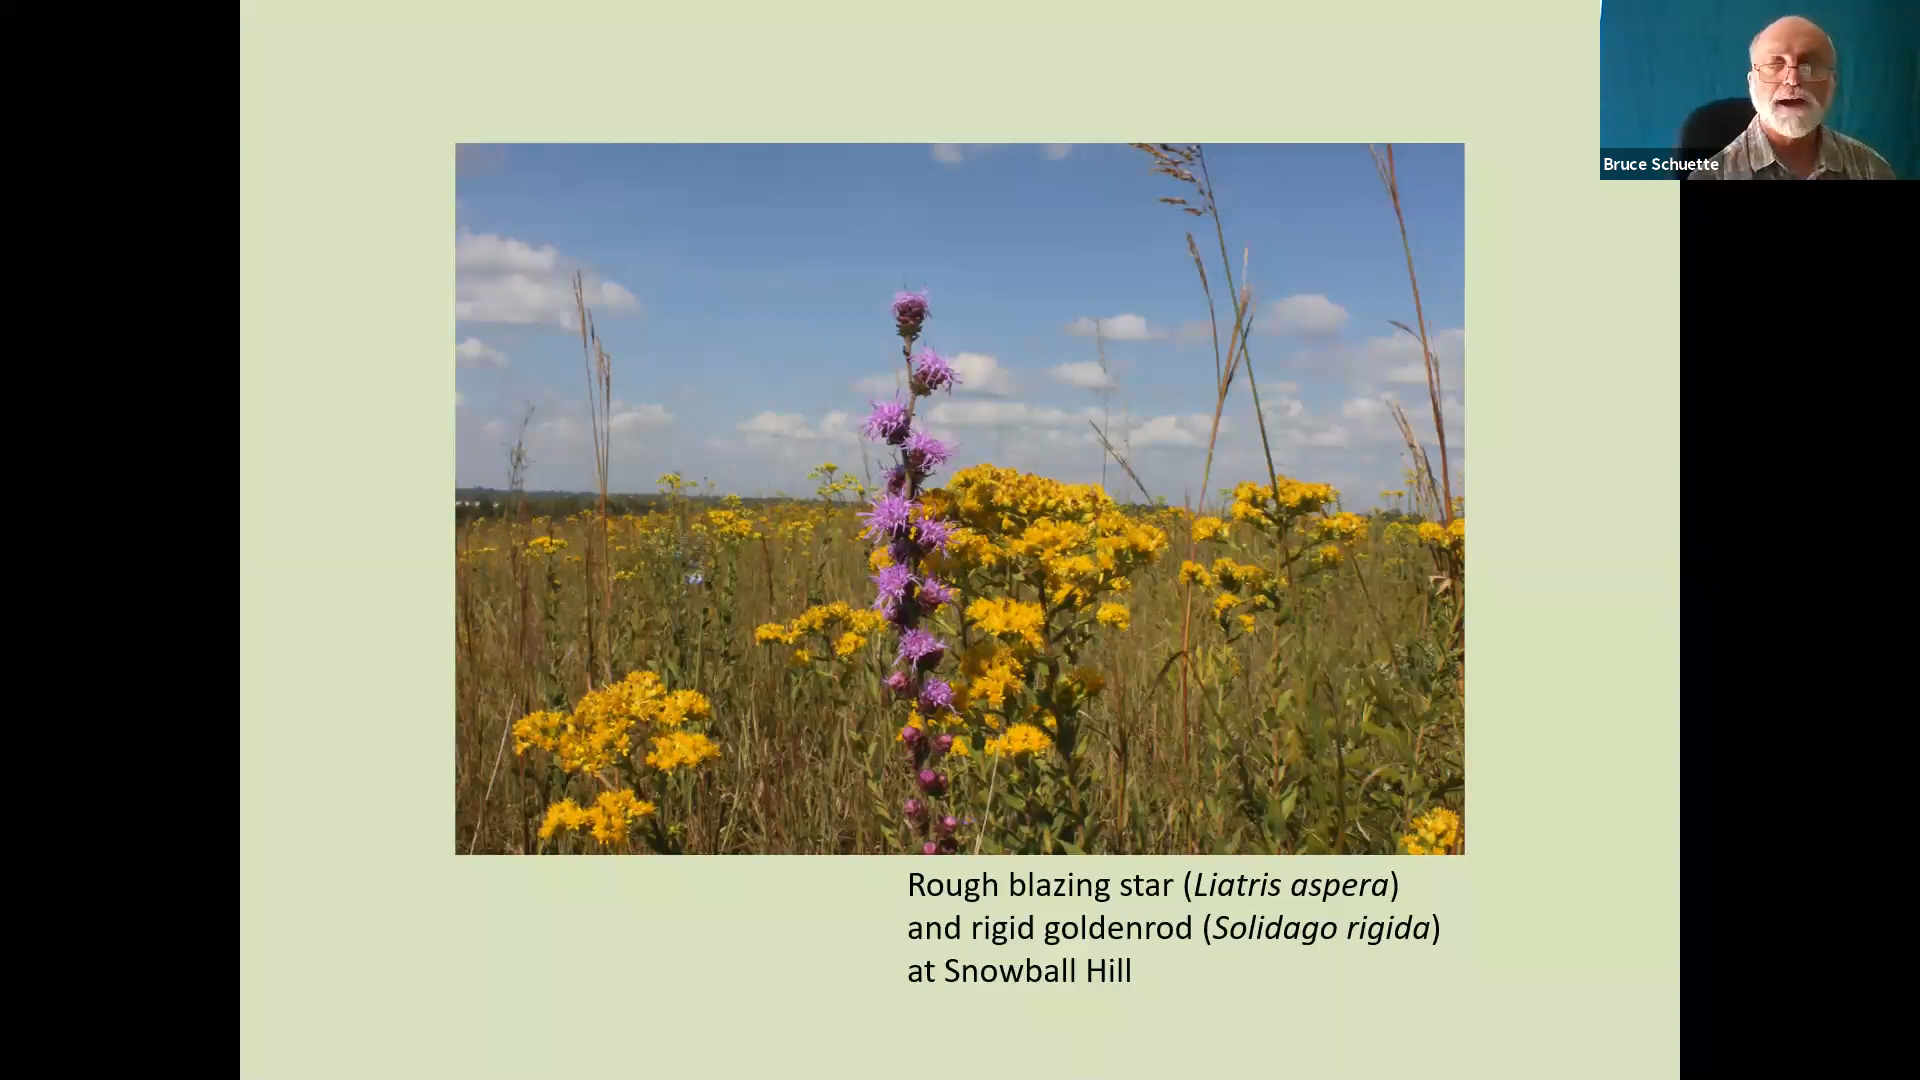 Bruce Schuette
Rough blazing star (Liatris aspera)
and rigid goldenrod (Solidago rigida)
at Snowball Hill